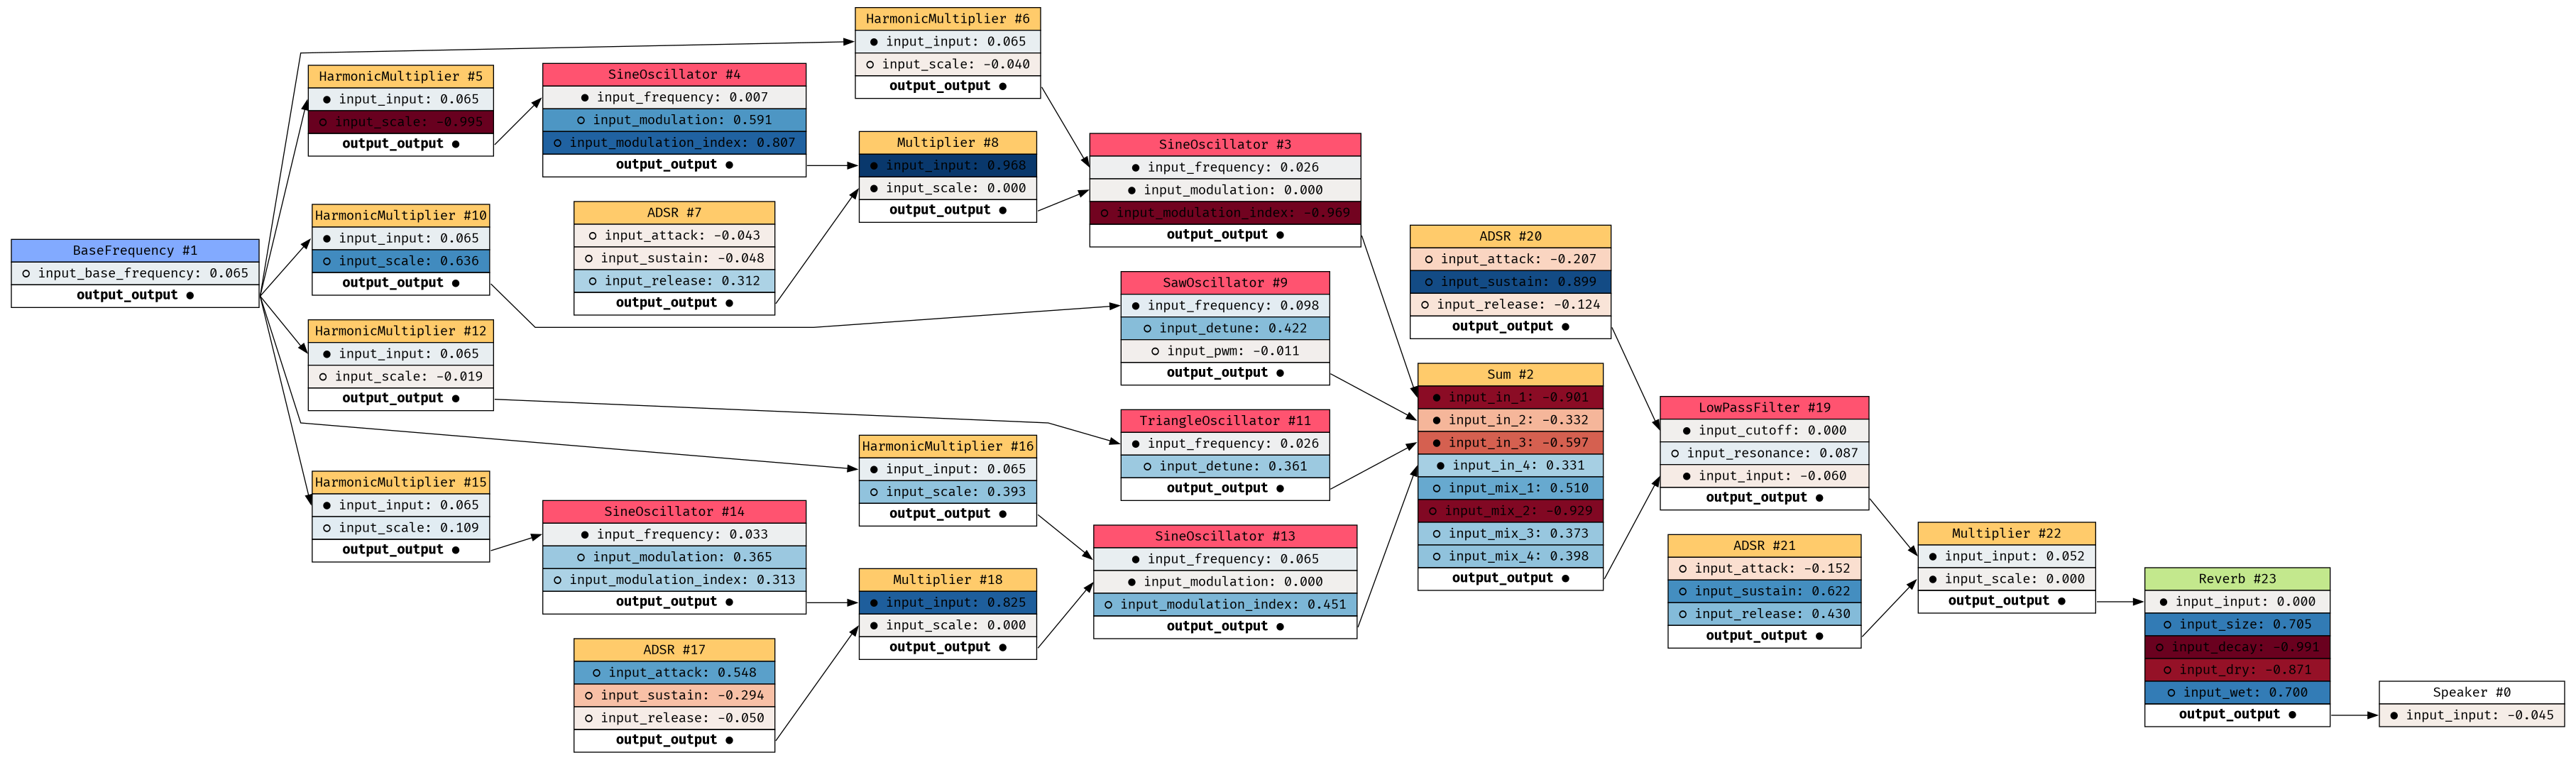 BaseFrequency #1
○ input_base_frequency: 0.065
output_output ●
HarmonicMultiplier #5
● input_input: 0.065
○ input_scale: -0.995
output_output ●
HarmonicMultiplier #10
● input_input: 0.065
○ input_scale: 0.636
output_output ●
HarmonicMultiplier #12
● input_input: 0.065
○ input_scale: -0.019
output_output ●
HarmonicMultiplier #15
● input_input: 0.065
○ input_scale: 0.109
output_output ●
SineOscillator #4
● input_frequency: 0.007
○ input_modulation: 0.591
○ input_modulation_index: 0.807
output_output ●
ADSR #7
○ input_attack: -0.043
○ input_sustain: -0.048
○ input_release: 0.312
output_output ●
SineOscillator #14
● input_frequency: 0.033
○ input_modulation: 0.365
○ input_modulation_index: 0.313
output_output ●
ADSR #17
○ input_attack: 0.548
○ input_sustain: -0.294
○ input_release: -0.050
output_output ●
HarmonicMultiplier #6
● input_input: 0.065
○ input_scale: -0.040
output_output ●
Multiplier #8
● input_input: 0.968
● input_scale: 0.000
output_output ●
HarmonicMultiplier #16
● input_input: 0.065
○ input_scale: 0.393
output_output ●
Multiplier #18
● input_input: 0.825
● input_scale: 0.000
output_output ●
SineOscillator #3
● input_frequency: 0.026
● input_modulation: 0.000
○ input_modulation_index: -0.969
output_output ●
SawOscillator #9
● input_frequency: 0.098
○ input_detune: 0.422
○ input_pwm: -0.011
output_output ●
TriangleOscillator #11
● input_frequency: 0.026
○ input_detune: 0.361
output_output ●
SineOscillator #13
● input_frequency: 0.065
● input_modulation: 0.000
○ input_modulation_index: 0.451
output_output ●
ADSR #20
○ input_attack: -0.207
○ input_sustain: 0.899
○ input_release: -0.124
output_output ●
Sum #2
● input_in_1: -0.901
● input_in_2: -0.332
● input_in_3: -0.597
● input_in_4: 0.331
○ input_mix_1: 0.510
○ input_mix_2: -0.929
○ input_mix_3: 0.373
○ input_mix_4: 0.398
output_output ●
LowPassFilter #19
● input_cutoff: 0.000
○ input_resonance: 0.087
● input_input: -0.060
output_output ●
ADSR #21
○ input_attack: -0.152
○ input_sustain: 0.622
○ input_release: 0.430
output_output ●
Multiplier #22
● input_input: 0.052
● input_scale: 0.000
output_output ●
Reverb #23
● input_input: 0.000
○ input_size: 0.705
○ input_decay: -0.991
○ input_dry: -0.871
○ input_wet: 0.700
output_output ●
Speaker #0
● input_input: -0.045